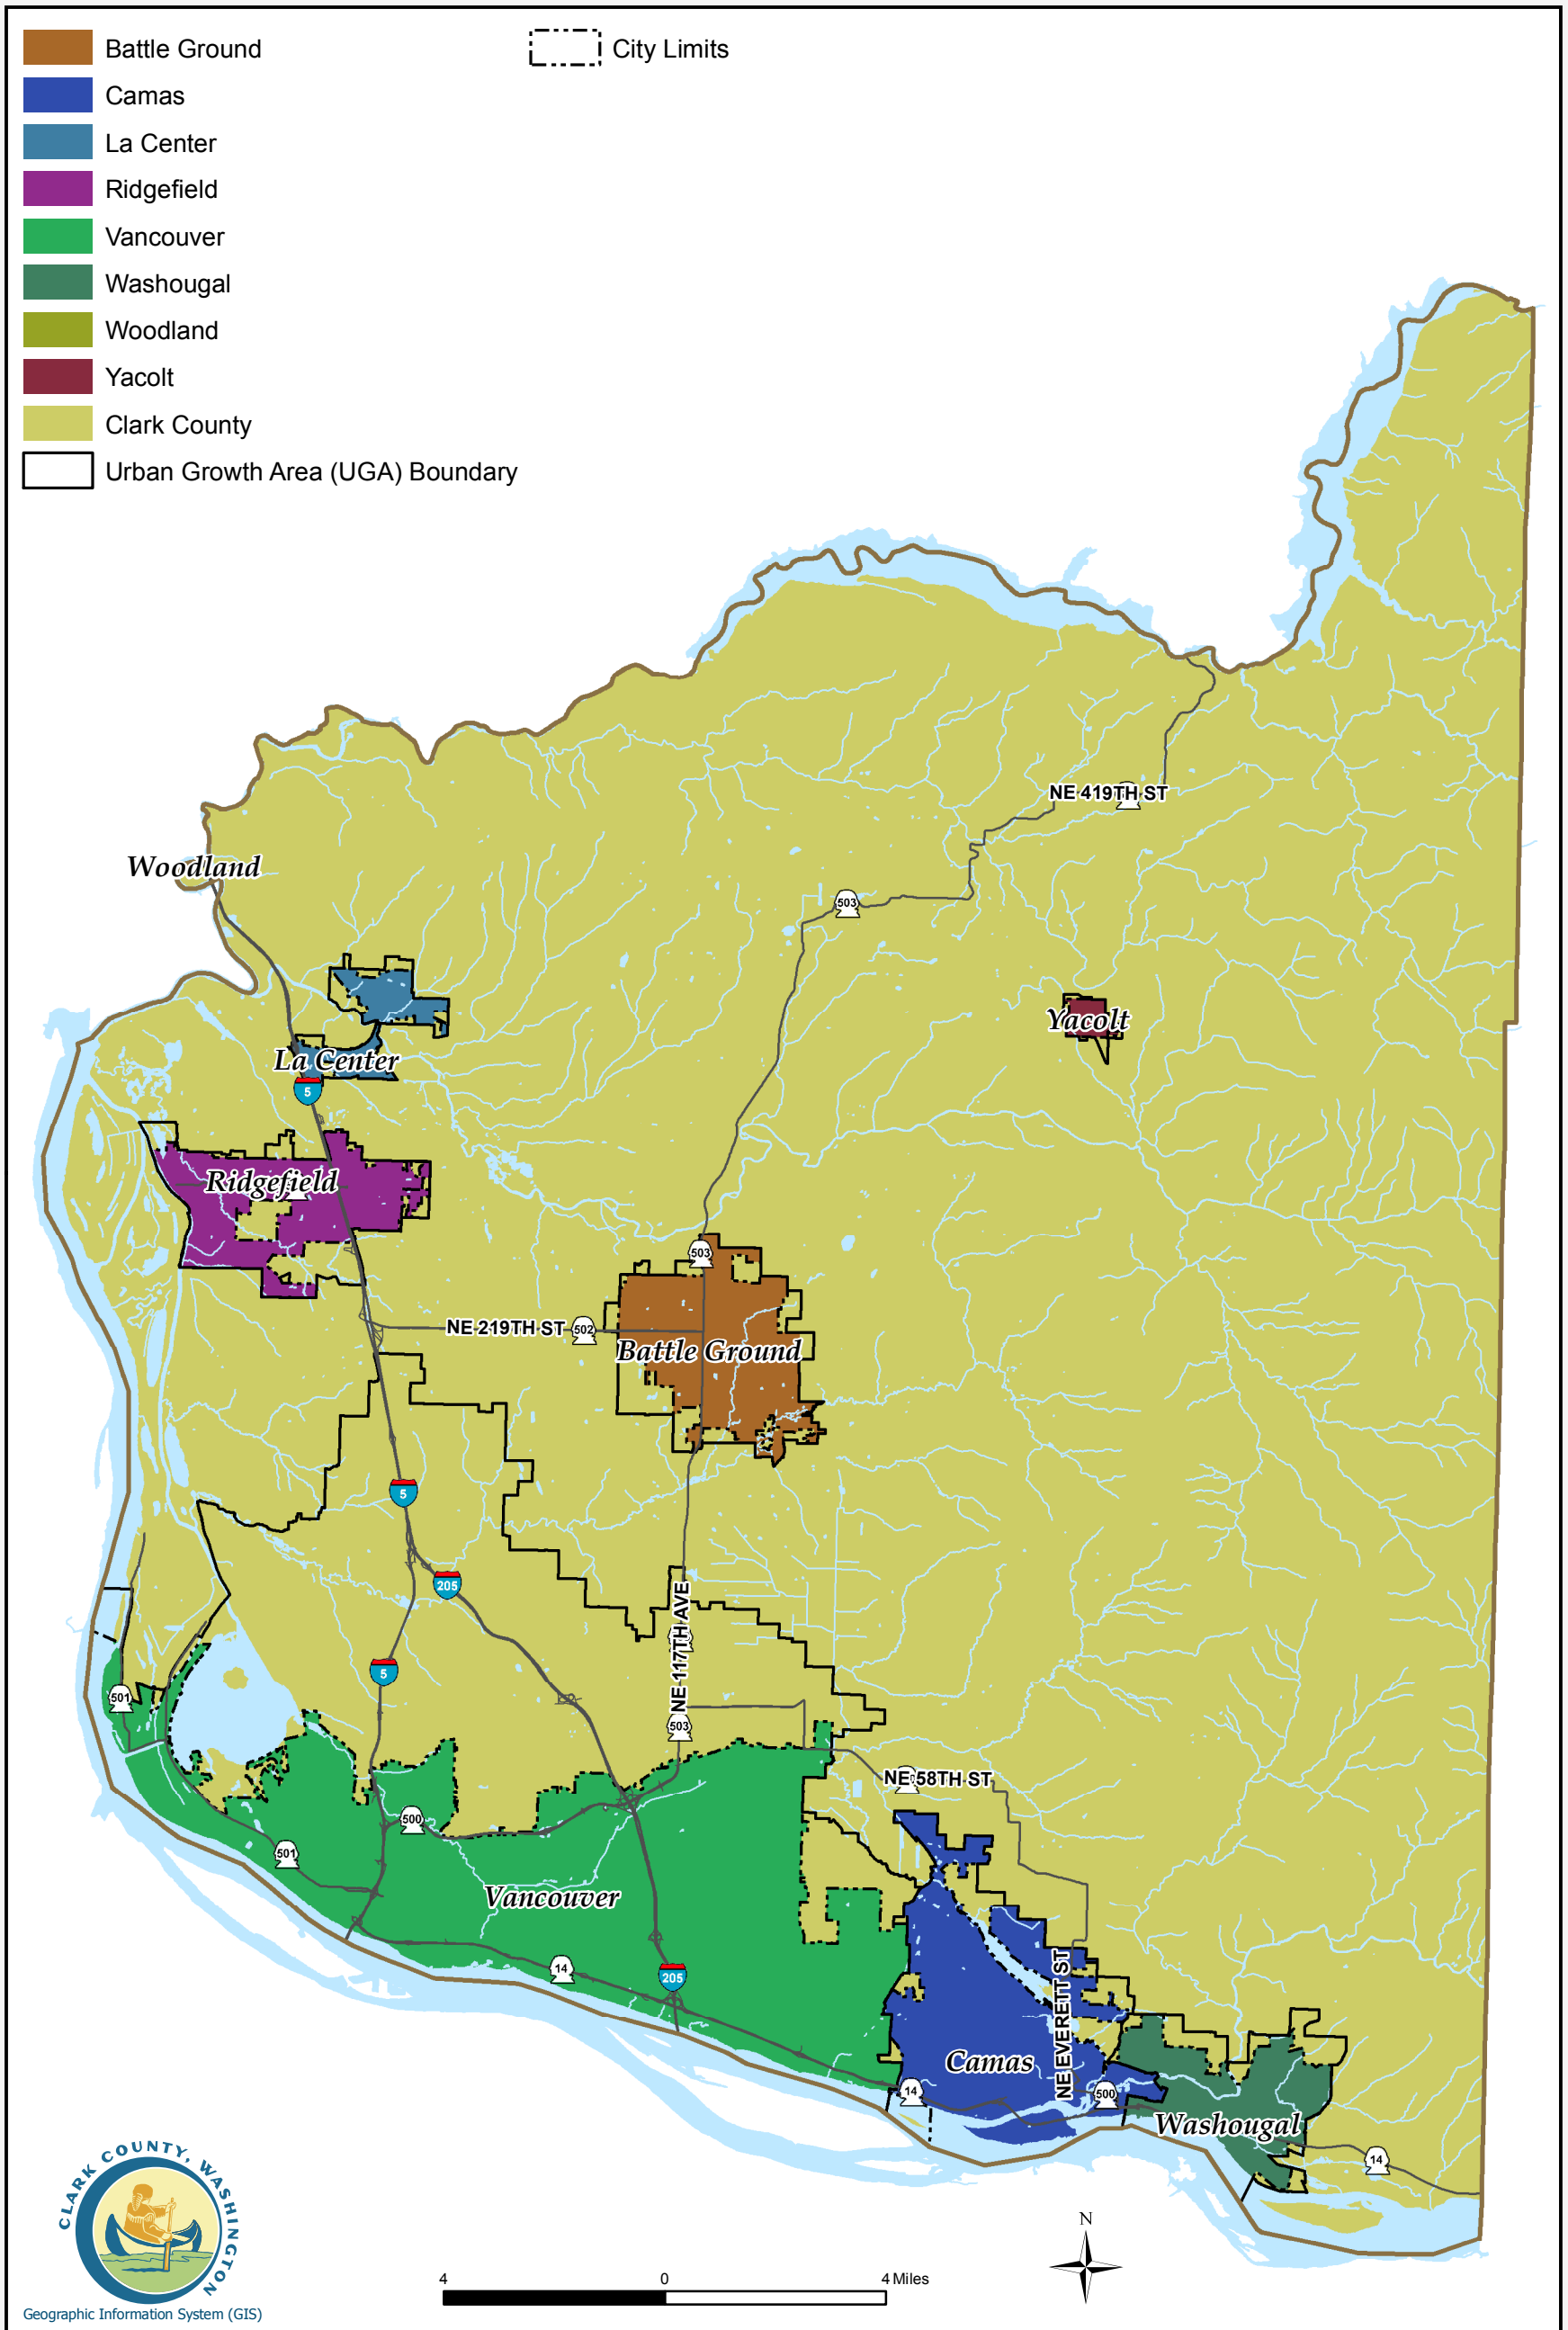 Battle Ground
City Limits
Camas
La Center
Ridgefield
Vancouver
Washougal
Woodland
Yacolt
Clark County
Urban Growth Area (UGA) Boundary
NE 419TH ST
Woodland
503
Yacolt
La Center
5
Ridgefield
503
NE 219TH ST
502
Battle Ground
5
205
NE 117TH AVE
5
501
503
NE 58TH ST
500
501
Vancouver
14
205
NE EVERETT ST
Camas
14
500
Washougal
14
CLARK COUNTY, WASHINGTON
Geographic Information System (GIS)
N
4 0 4 Miles